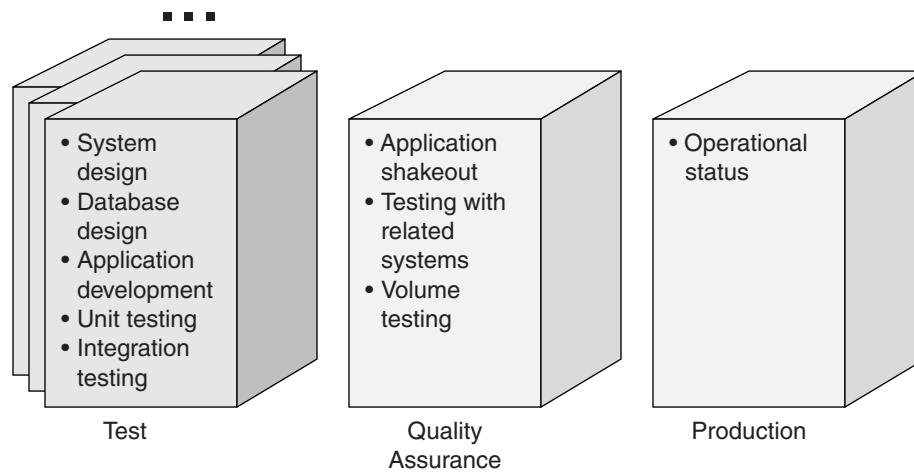 • System
design
• Database
design
• Application
development
• Unit testing
• Integration
testing
Test
• Application
shakeout
• Testing with
related
systems
• Volume
testing
Quality
Assurance
• Operational
status
Production